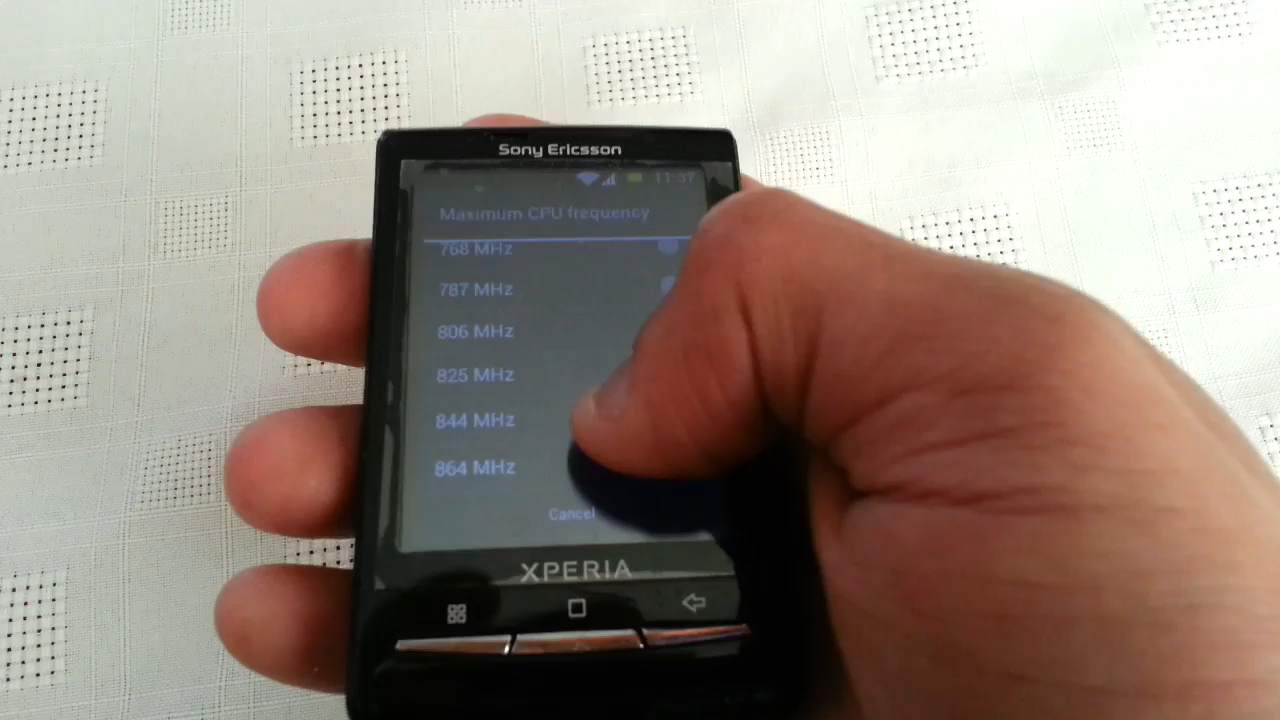 Sony Ericsson
11:37
Maximum CPU frequency
768 MHz
787 MHz
806 MHz
825 MHz
844 MHz
864 MHz
Cancel
XPERIA